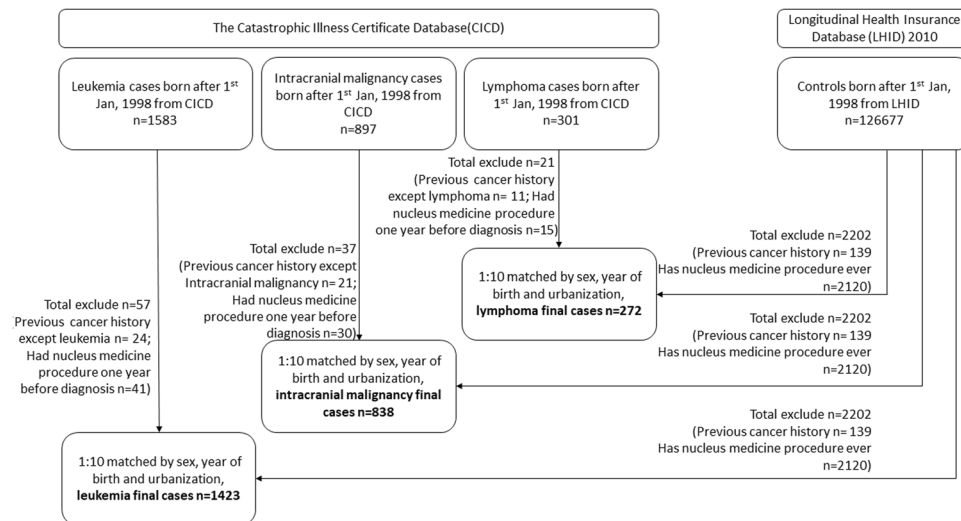 The Catastrophic Illness Certificate Database(CICD)
Longitudinal Health Insurance
Database (LHID) 2010
Leukemia cases born after 1st
Jan, 1998 from CICD
n=1583
Intracranial malignancy cases
born after 1st Jan, 1998 from
CICD
n=897
Lymphoma cases born after
1st Jan, 1998 from CICD
n=301
Controls born after 1st Jan,
1998 from LHID
n=126677
Total exclude n=21
(Previous cancer history
except lymphoma n= 11; Had
nucleus medicine procedure
one year before diagnosis n=15)
Total exclude n=37
(Previous cancer history except
Intracranial malignancy n= 21;
Had nucleus medicine
procedure one year before
diagnosis n=30)
Total exclude n=57
(Previous cancer history
except leukemia n= 24;
Had nucleus medicine
procedure one year
before diagnosis n=41)
Total exclude n=2202
(Previous cancer history n= 139
Has nucleus medicine procedure ever
n=2120)
1:10 matched by sex, year of
birth and urbanization,
lymphoma final cases n=272
Total exclude n=2202
(Previous cancer history n= 139
Has nucleus medicine procedure ever
n=2120)
1:10 matched by sex, year of
birth and urbanization,
intracranial malignancy final
cases n=838
Total exclude n=2202
(Previous cancer history n= 139
Has nucleus medicine procedure ever
n=2120)
1:10 matched by sex, year of
birth and urbanization,
leukemia final cases n=1423